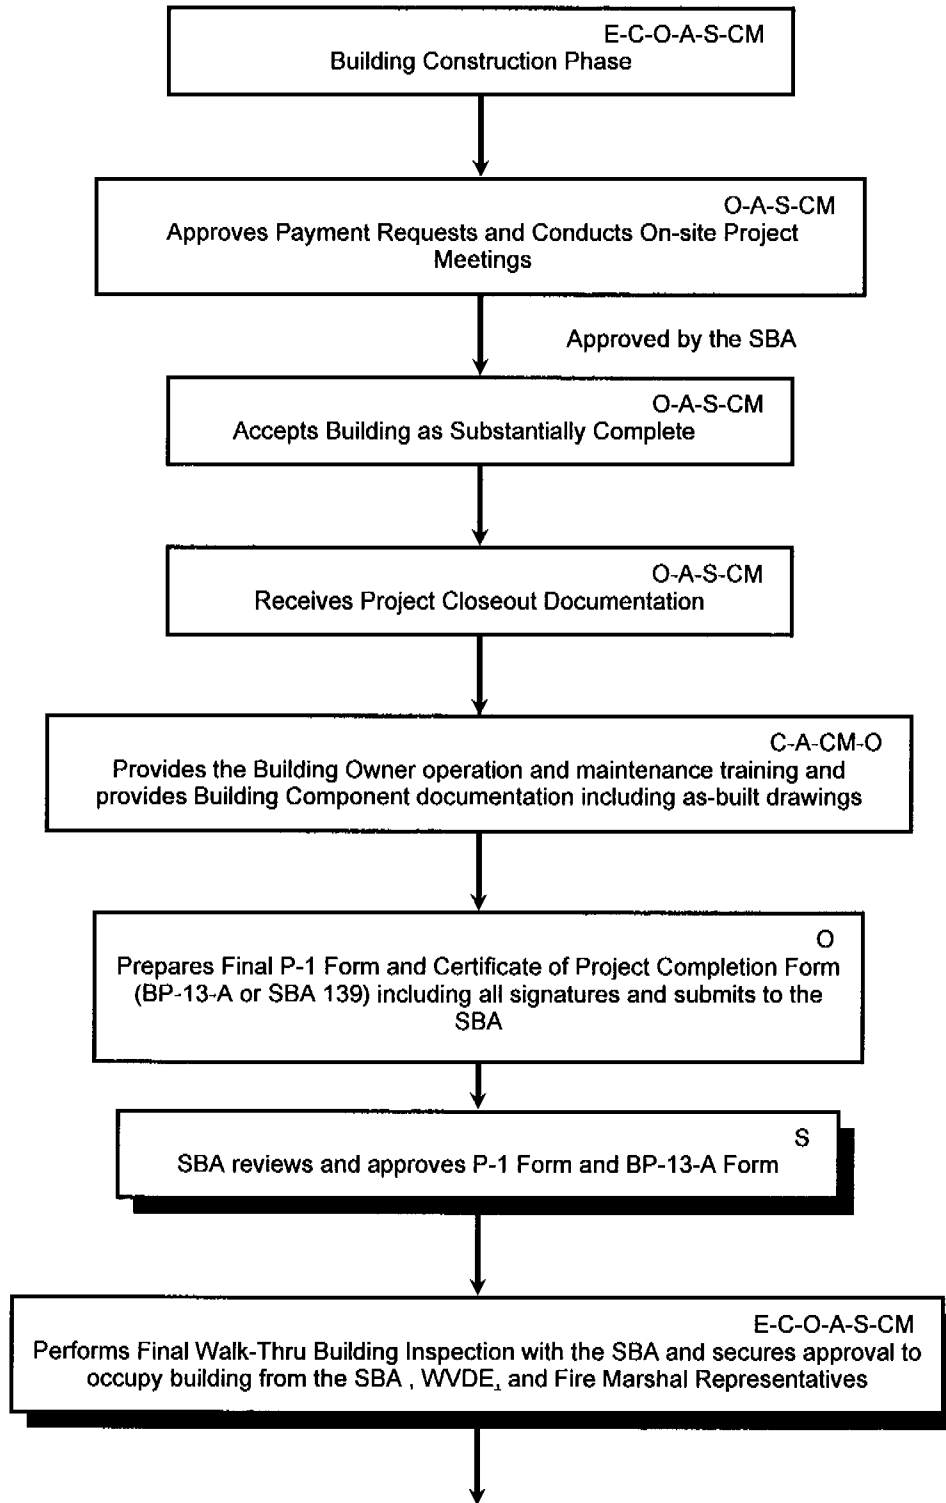 E-C-O-A-S-CM
Building Construction Phase
O-A-S-CM
Approves Payment Requests and Conducts On-site Project
Meetings
Approved by the SBA
O-A-S-CM
Accepts Building as Substantially Complete
O-A-S-CM
Receives Project Closeout Documentation
C-A-CM-O
Provides the Building Owner operation and maintenance training and
provides Building Component documentation including as-built drawings
O
Prepares Final P-1 Form and Certificate of Project Completion Form
(BP-13-A or SBA 139) including all signatures and submits to the
SBA
S
SBA reviews and approves P-1 Form and BP-13-A Form
E-C-O-A-S-CM
Performs Final Walk-Thru Building Inspection with the SBA and secures approval to
occupy building from the SBA , WVDE, and Fire Marshal Representatives